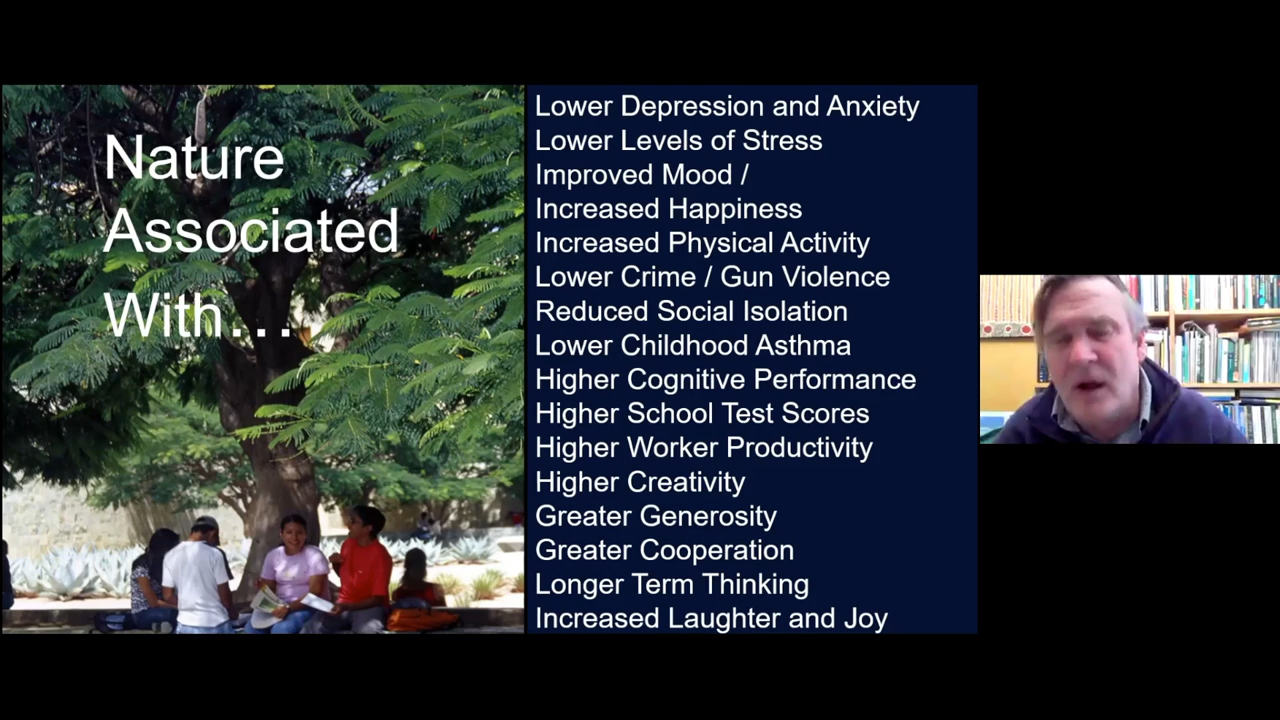 Nature
Associated
With…
Lower Depression and Anxiety
Lower Levels of Stress
Improved Mood /
Increased Happiness
Increased Physical Activity
Lower Crime / Gun Violence
Reduced Social Isolation
Lower Childhood Asthma
Higher Cognitive Performance
Higher School Test Scores
Higher Worker Productivity
Higher Creativity
Greater Generosity
Greater Cooperation
Longer Term Thinking
Increased Laughter and Joy